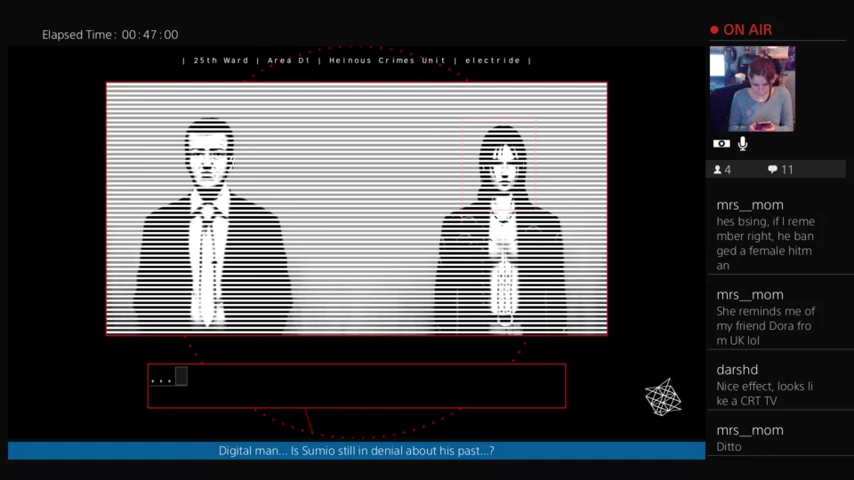 Elapsed Time: 00:47:00
ON AIR
| 25th Ward | Area D1 | Heinous Crimes Unit | electride |
4
11
mrs__mom
hes bsing, if I reme
mber right, he ban
ged a female hitm
an
mrs__mom
She reminds me of
my friend Dora fro
m UK lol
darshd
Nice effect, looks li
ke a CRT TV
mrs__mom
Ditto
...
Digital man... Is Sumio still in denial about his past...?